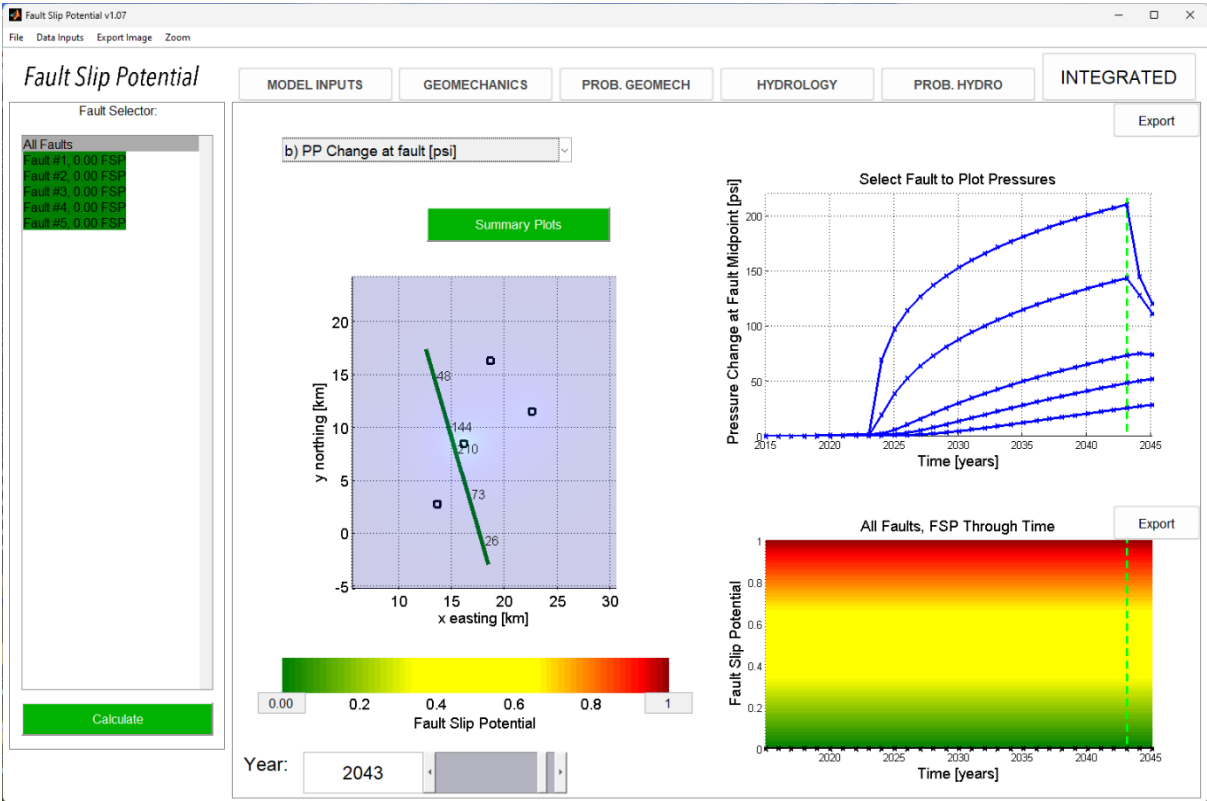 Fault Slip Potential v1.07
File Data Inputs Export Image Zoom
Fault Slip Potential
MODEL INPUTS
GEOMECHANICS
PROB. GEOMECH
HYDROLOGY
PROB. HYDRO
INTEGRATED
Fault Selector:
All Faults
Fault #1, 0.00 FSP
Fault #2, 0.00 FSP
Fault #3, 0.00 FSP
Fault #4, 0.00 FSP
Fault #5, 0.00 FSP
Calculate
b) PP Change at fault [psi]
Summary Plots
y northing [km]
20
15
10
5
0
-5
48
144
210
73
26
10 15 20 25 30
x easting [km]
0.00 0.2 0.4 0.6 0.8 1
Fault Slip Potential
Year:
2043
Export
Select Fault to Plot Pressures
Pressure Change at Fault Midpoint [psi]
200
150
100
50
0
2015 2020 2025 2030 2035 2040 2045
Time [years]
Export
All Faults, FSP Through Time
Fault Slip Potential
1
0.8
0.6
0.4
0.2
0
2020 2025 2030 2035 2040 2045
Time [years]